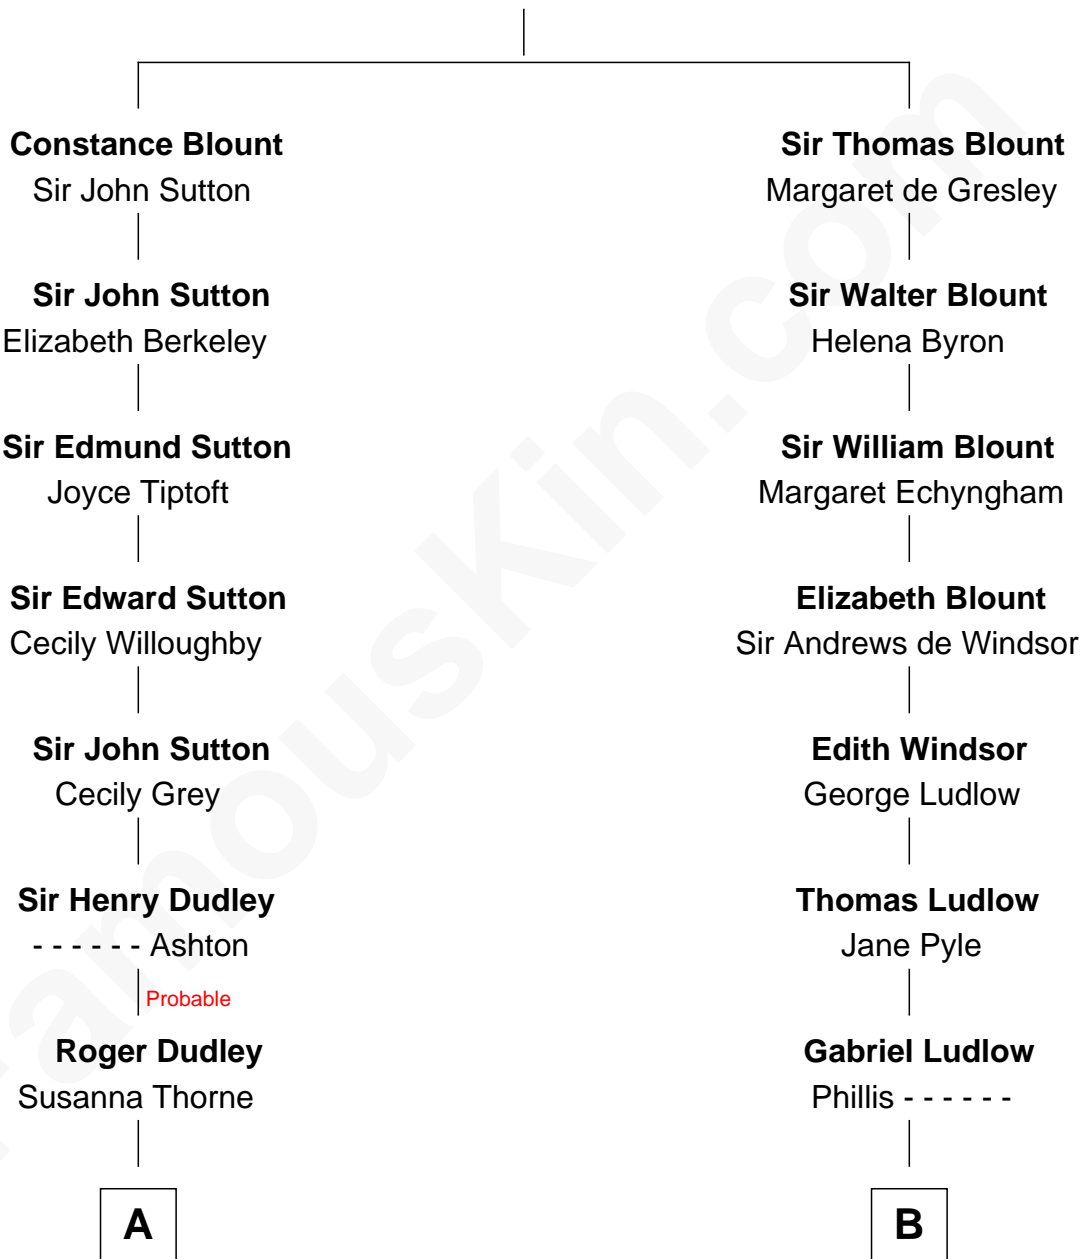 Constance Blount
Sir John Sutton
Sir Thomas Blount
Margaret de Gresley
Sir John Sutton
Elizabeth Berkeley
Sir Walter Blount
Helena Byron
Sir Edmund Sutton
Joyce Tiptoft
Sir William Blount
Margaret Echyngham
Sir Edward Sutton
Cecily Willoughby
Elizabeth Blount
Sir Andrews de Windsor
Sir John Sutton
Cecily Grey
Edith Windsor
George Ludlow
Sir Henry Dudley
- - - - - - Ashton
Thomas Ludlow
Jane Pyle
Probable
Roger Dudley
Susanna Thorne
Gabriel Ludlow
Phillis - - - - - -
A
B
FamousKin.com